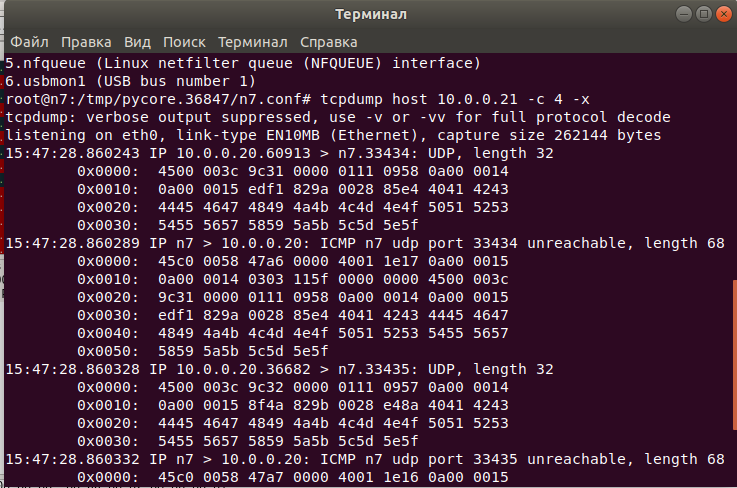 Терминал
Файл Правка Вид Поиск Терминал Справка
5.nfqueue (Linux netfilter queue (NFQUEUE) interface)
6.usbmon1 (USB bus number 1)
root@n7:/tmp/pycore.36847/n7.conf# tcpdump host 10.0.0.21 -c 4 -x
tcpdump: verbose output suppressed, use -v or -vv for full protocol decode
listening on eth0, link-type EN10MB (Ethernet), capture size 262144 bytes
15:47:28.860243 IP 10.0.0.20.60913 > n7.33434: UDP, length 32
0x0000:  4500 003c 9c31 0000 0111 0958 0a00 0014
0x0010:  0a00 0015 edf1 829a 0028 85e4 4041 4243
0x0020:  4445 4647 4849 4a4b 4c4d 4e4f 5051 5253
0x0030:  5455 5657 5859 5a5b 5c5d 5e5f
15:47:28.860289 IP n7 > 10.0.0.20: ICMP n7 udp port 33434 unreachable, length 68
0x0000:  45c0 0058 47a6 0000 4001 1e17 0a00 0015
0x0010:  0a00 0014 0303 115f 0000 0000 4500 003c
0x0020:  9c31 0000 0111 0958 0a00 0014 0a00 0015
0x0030:  edf1 829a 0028 85e4 4041 4243 4445 4647
0x0040:  4849 4a4b 4c4d 4e4f 5051 5253 5455 5657
0x0050:  5859 5a5b 5c5d 5e5f
15:47:28.860328 IP 10.0.0.20.36682 > n7.33435: UDP, length 32
0x0000:  4500 003c 9c32 0000 0111 0957 0a00 0014
0x0010:  0a00 0015 8f4a 829b 0028 e48a 4041 4243
0x0020:  4445 4647 4849 4a4b 4c4d 4e4f 5051 5253
0x0030:  5455 5657 5859 5a5b 5c5d 5e5f
15:47:28.860332 IP n7 > 10.0.0.20: ICMP n7 udp port 33435 unreachable, length 68
0x0000:  45c0 0058 47a7 0000 4001 1e16 0a00 0015